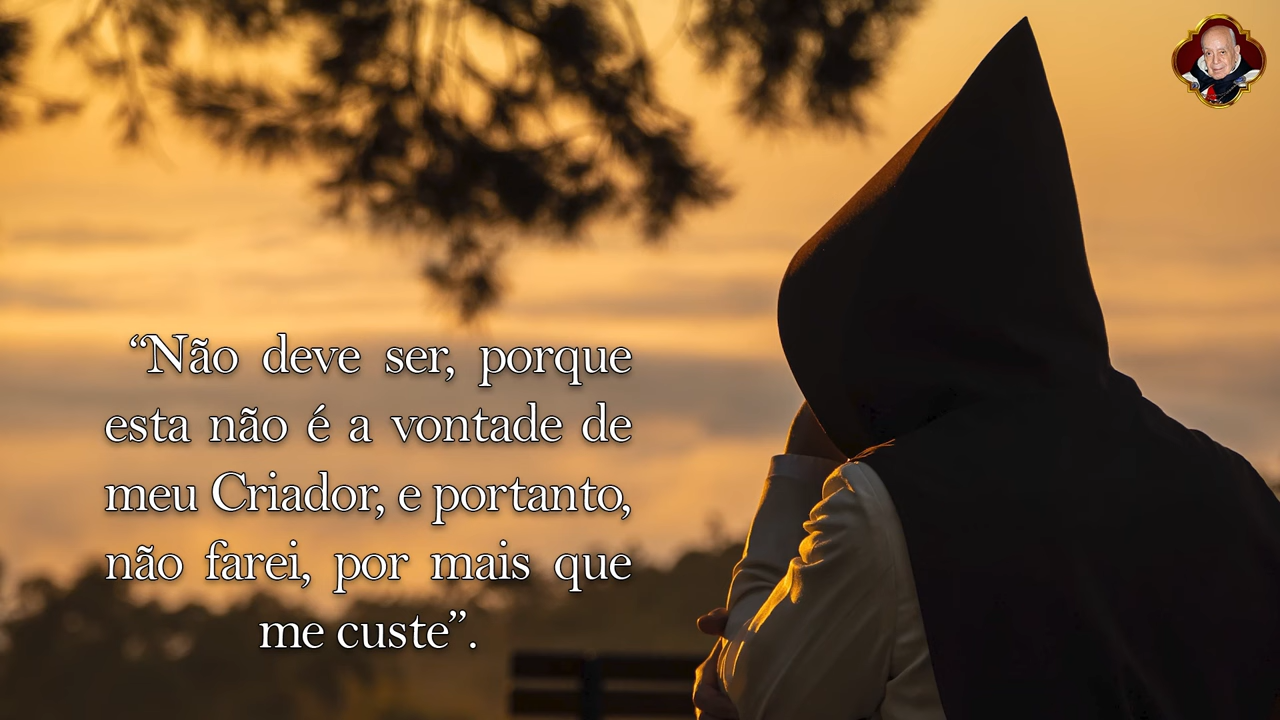 “Não deve ser, porque
esta não é a vontade de
meu Criador, e portanto,
não farei, por mais que
me custe”.